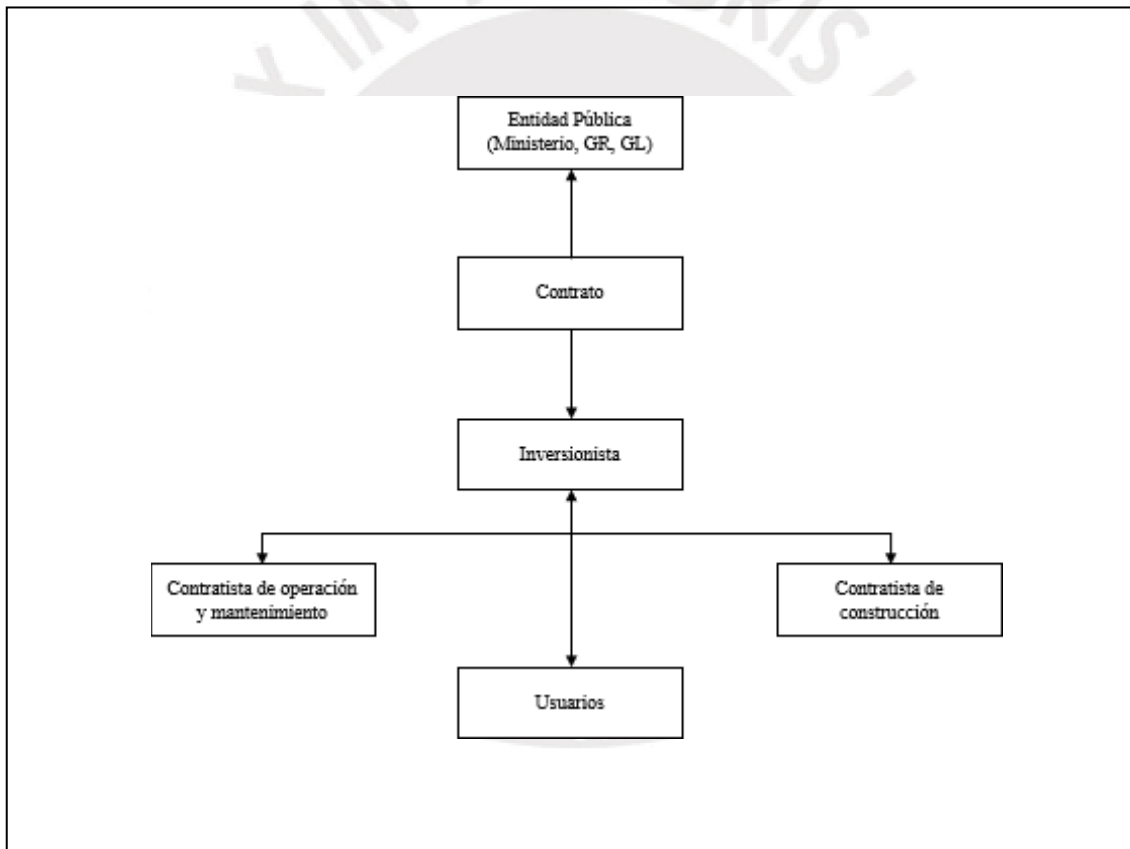 Entidad Pública
(Ministerio, GR, GL)
Contrato
Inversionista
Contratista de operación
y mantenimiento
Contratista de
construcción
Usuarios